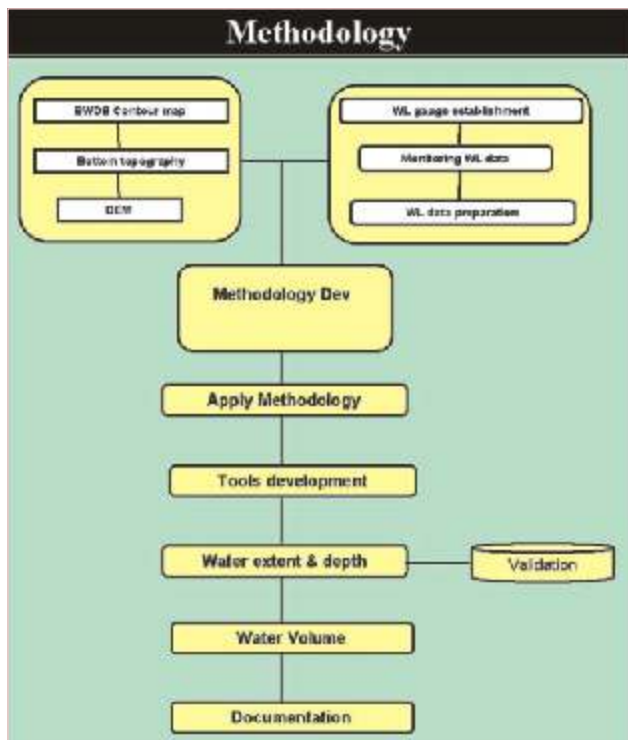 Methodology
BWDB Contour map
Bottom topography
DEM
WL gauge establishment
Monitoring WL data
WL data preparation
Methodology Dev
Apply Methodology
Tools development
Water extent & depth
Validation
Water Volume
Documentation